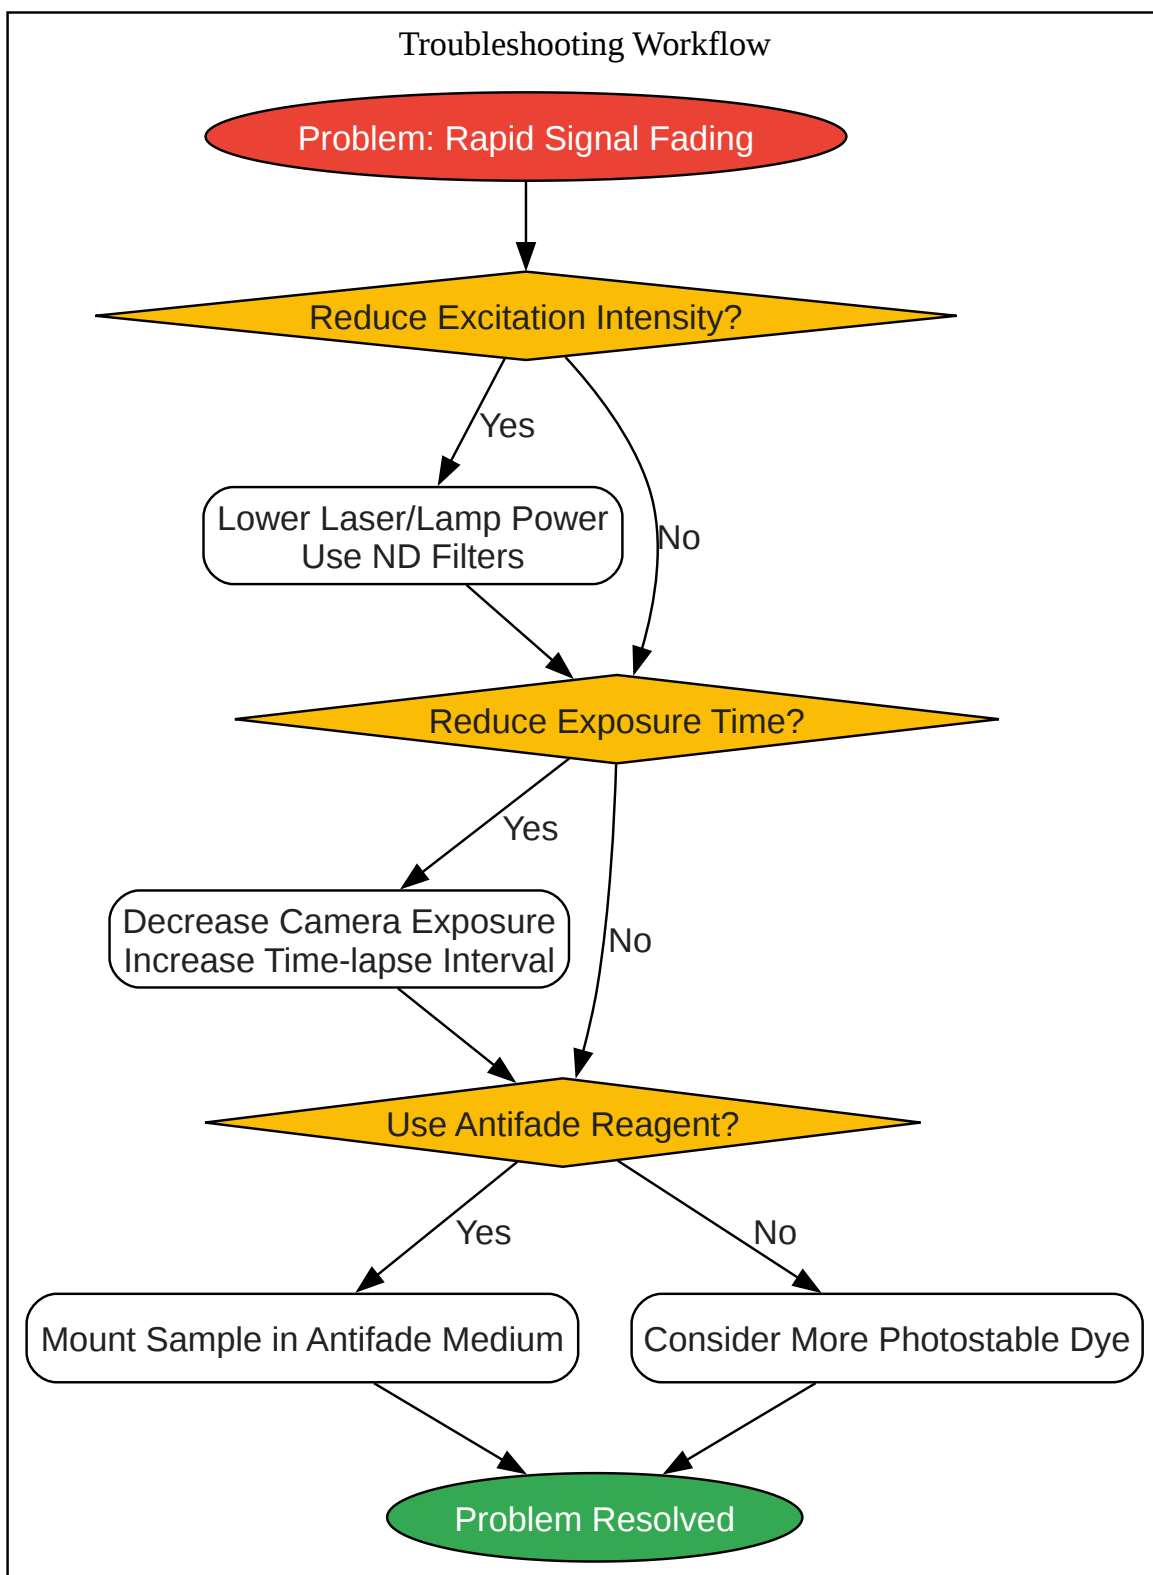 Troubleshooting Workflow
Problem: Rapid Signal Fading
Reduce Excitation Intensity?
Yes
Lower Laser/Lamp Power
Use ND Filters
No
Reduce Exposure Time?
Yes
Decrease Camera Exposure
Increase Time-lapse Interval
No
Use Antifade Reagent?
Yes
No
Mount Sample in Antifade Medium
Consider More Photostable Dye
Problem Resolved